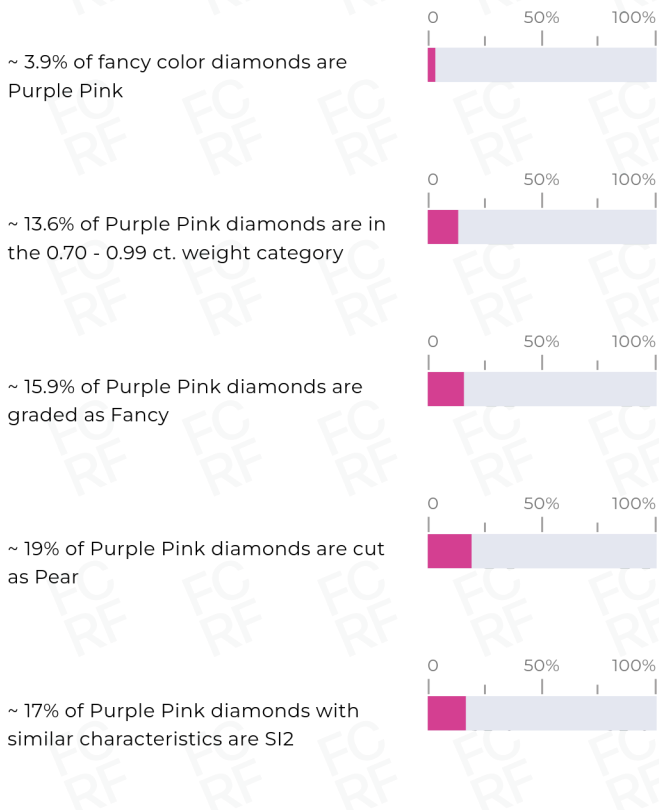 0 50% 100%
~ 3.9% of fancy color diamonds are
Purple Pink
0 50% 100%
~ 13.6% of Purple Pink diamonds are in
the 0.70 - 0.99 ct. weight category
0 50% 100%
~ 15.9% of Purple Pink diamonds are
graded as Fancy
0 50% 100%
~ 19% of Purple Pink diamonds are cut
as Pear
0 50% 100%
~ 17% of Purple Pink diamonds with
similar characteristics are SI2
FC
RF